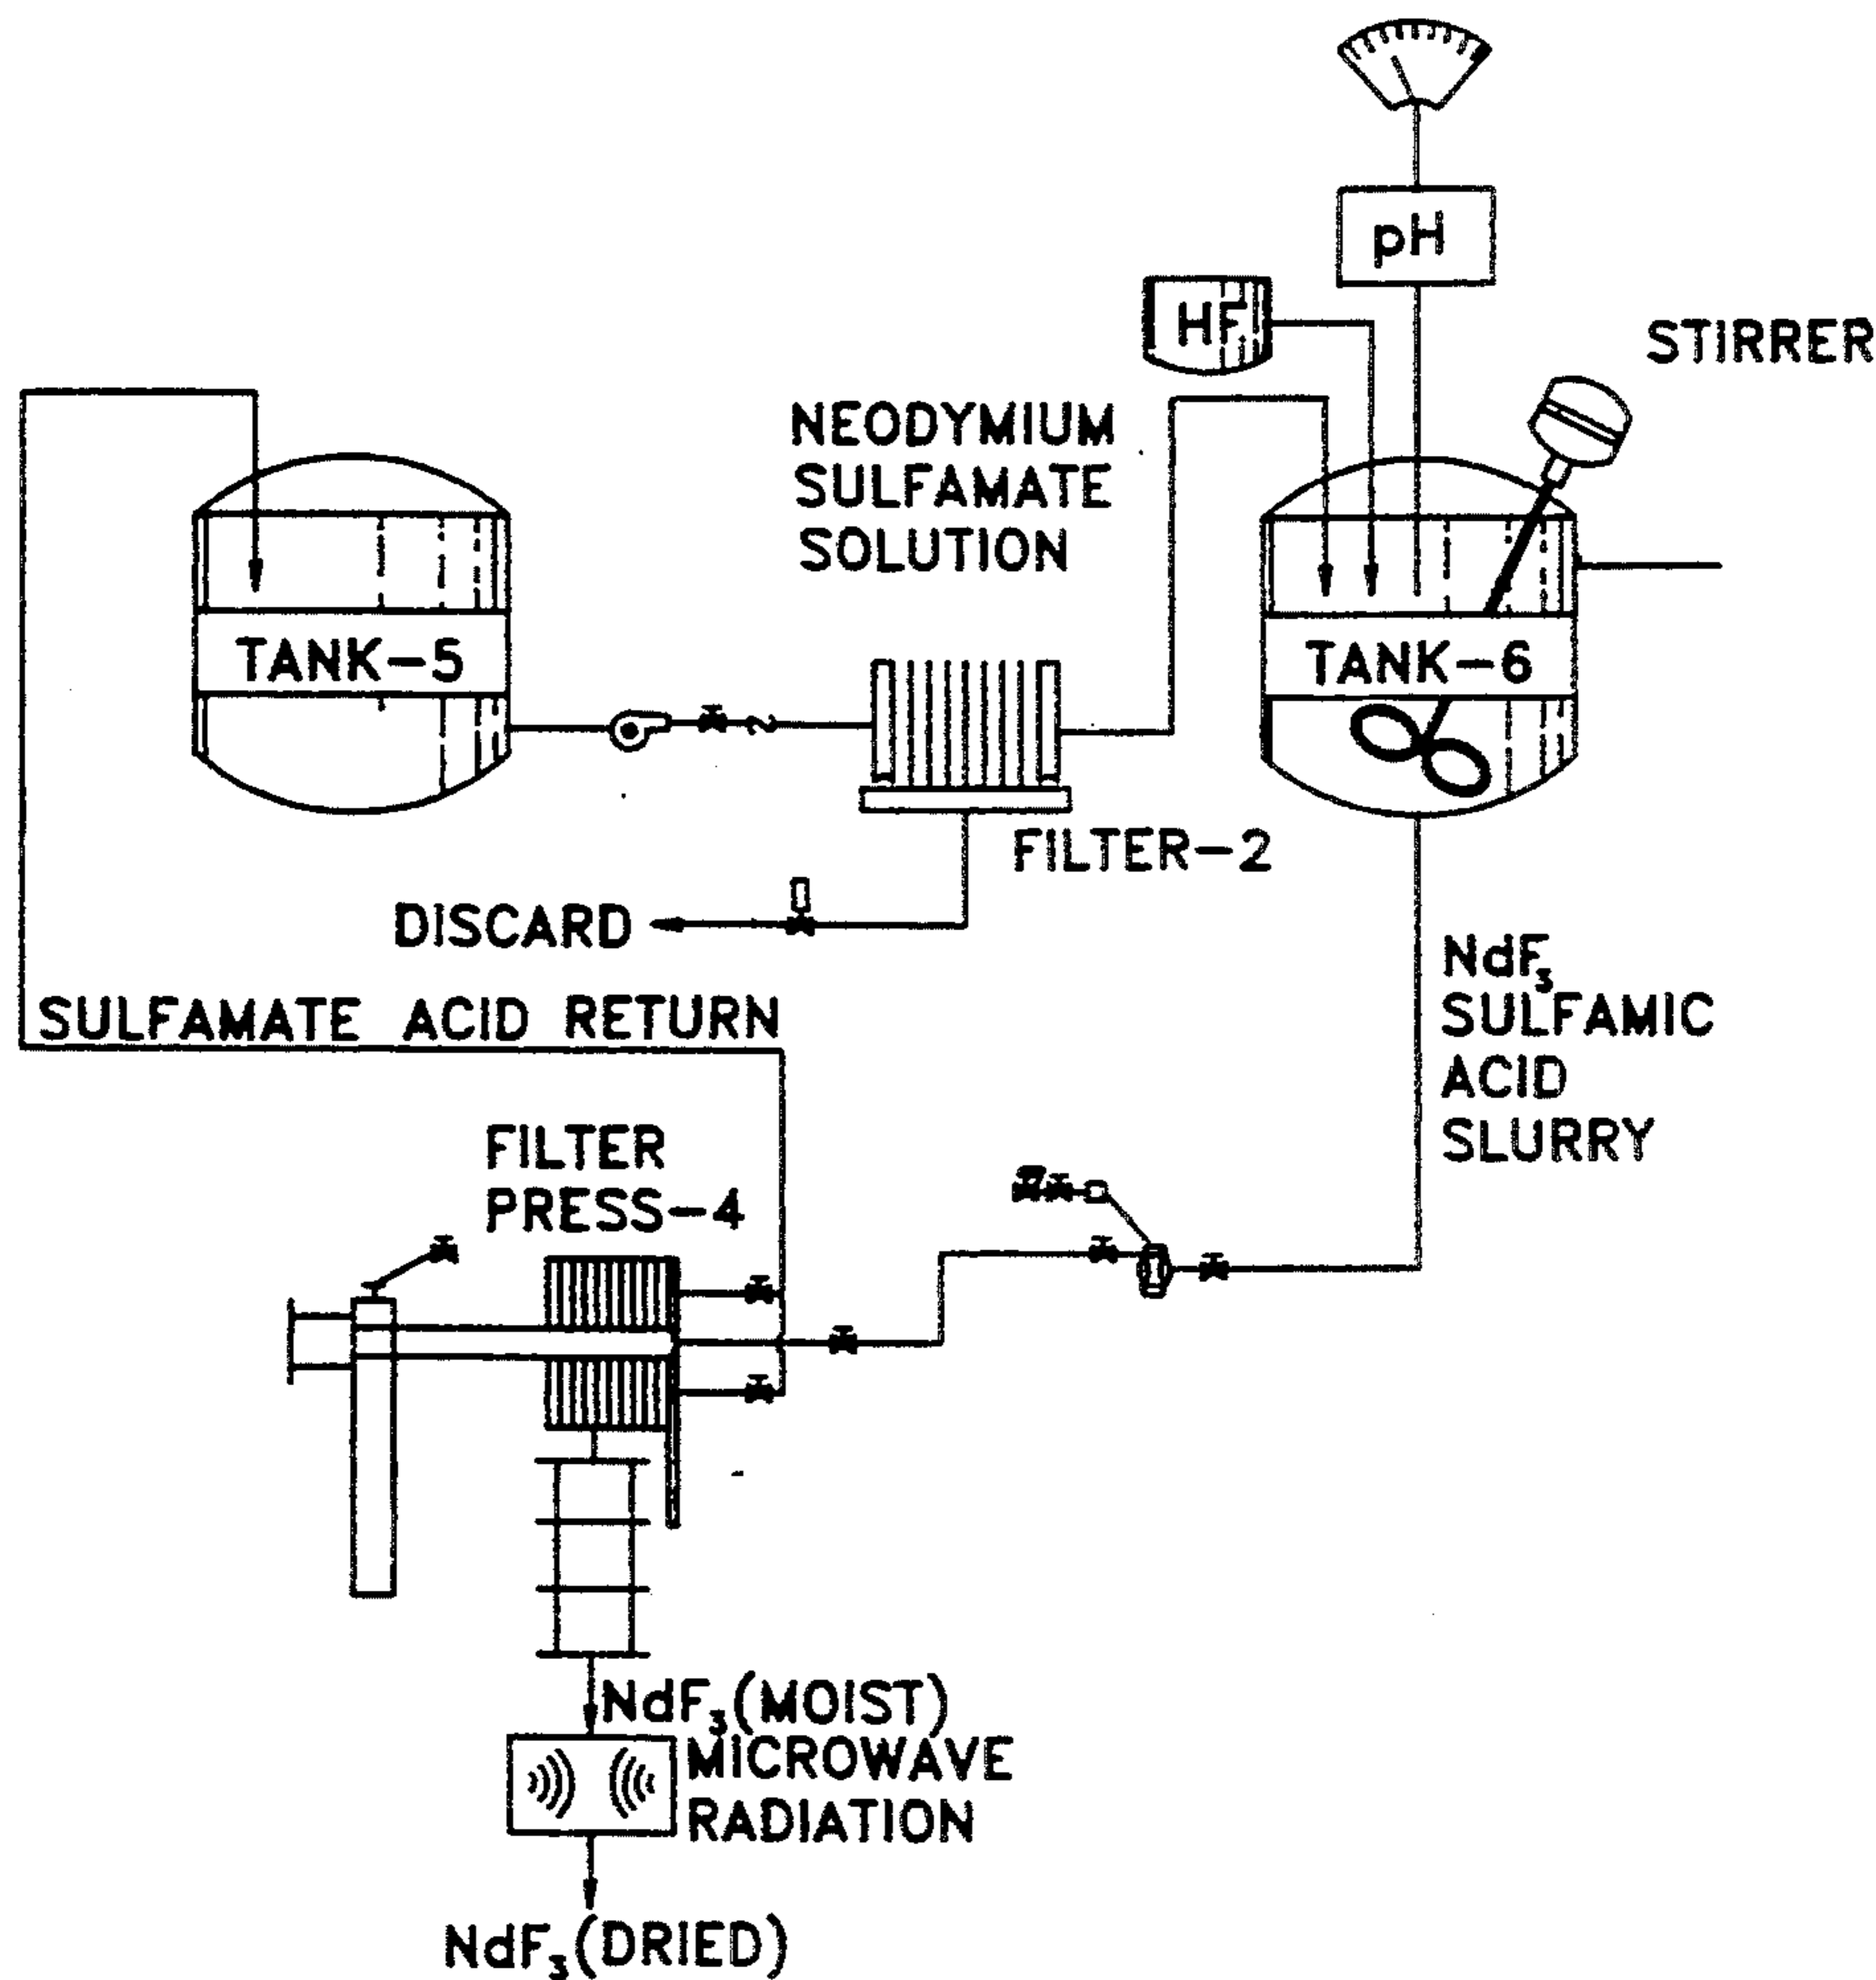 pH
HF
STIRRER
NEODYMIUM
SULFAMATE
SOLUTION
TANK-5
TANK-6
FILTER-2
DISCARD
NdF₃
SULFAMIC
ACID
SLURRY
SULFAMATE ACID RETURN
FILTER
PRESS-4
NdF₃(MOIST)
MICROWAVE
RADIATION
NdF₃(DRIED)